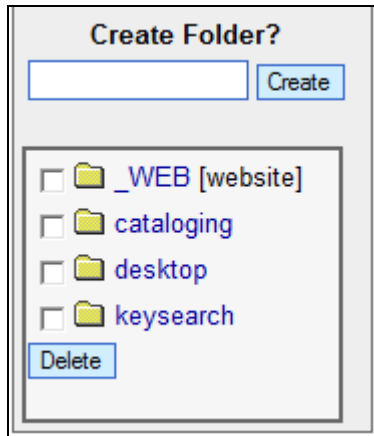 Create Folder?
Create
_WEB [website]
cataloging
desktop
keysearch
Delete